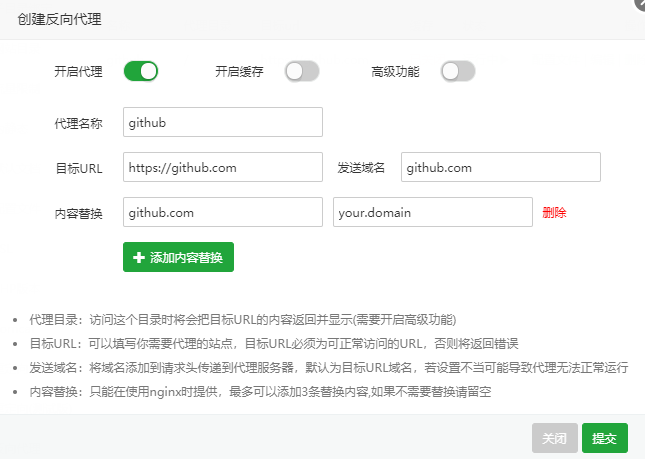 创建反向代理
开启代理 开启缓存 高级功能
代理名称 github
目标URL https://github.com 发送域名 github.com
内容替换 github.com your.domain 删除
添加内容替换
代理目录：访问这个目录时将会把目标URL的内容返回并显示(需要开启高级功能)
目标URL：可以填写你需要代理的站点，目标URL必须为可正常访问的URL，否则将返回错误
发送域名：将域名添加到请求头传递到代理服务器，默认为目标URL域名，若设置不当可能导致代理无法正常运行
内容替换：只能在使用nginx时提供，最多可以添加3条替换内容,如果不需要替换请留空
关闭 提交